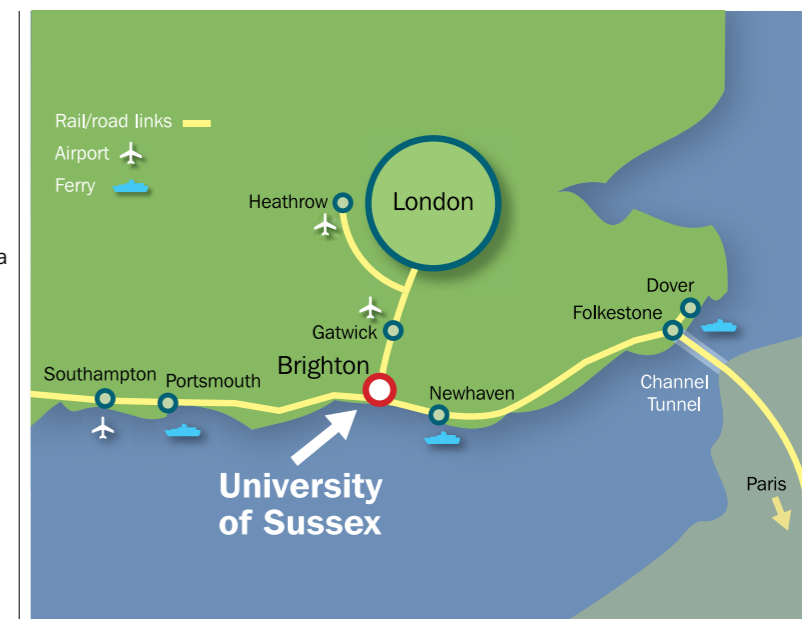 a
Rail/road links
Airport
Ferry
Heathrow
London
Dover
Folkestone
Gatwick
Brighton
Southampton
Portsmouth
Newhaven
Channel
Tunnel
University
of Sussex
Paris